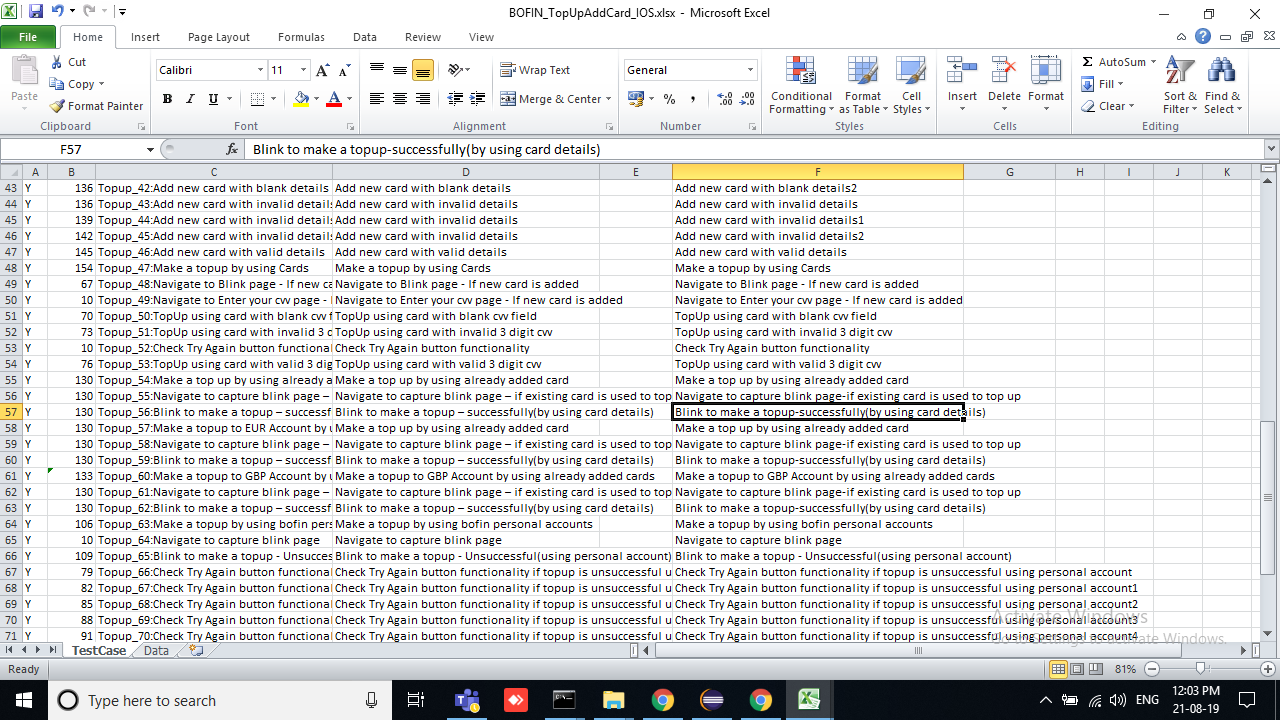 BOFIN_TopUpAddCard_IOS.xlsx - Microsoft Excel
File Home Insert Page Layout Formulas Data Review View
Paste Cut Copy Format Painter Clipboard
Calibri 11 B I U A Font
Wrap Text Merge & Center Alignment
General % , Number
Conditional Formatting Format as Table Cell Styles Styles
Insert Delete Format Cells
AutoSum Fill Clear Sort & Filter Find & Select Editing
F57 fx Blink to make a topup-successfully(by using card details)
A B C D E F G H I J K
43 Y 136 Topup_42:Add new card with blank details Add new card with blank details Add new card with blank details2
44 Y 136 Topup_43:Add new card with invalid details Add new card with invalid details Add new card with invalid details
45 Y 139 Topup_44:Add new card with invalid details Add new card with invalid details Add new card with invalid details1
46 Y 142 Topup_45:Add new card with invalid details Add new card with invalid details Add new card with invalid details2
47 Y 145 Topup_46:Add new card with valid details Add new card with valid details Add new card with valid details
48 Y 154 Topup_47:Make a topup by using Cards Make a topup by using Cards Make a topup by using Cards
49 Y 67 Topup_48:Navigate to Blink page - If new ca Navigate to Blink page - If new card is added Navigate to Blink page - If new card is added
50 Y 10 Topup_49:Navigate to Enter your cvv page - Navigate to Enter your cvv page - If new card is added Navigate to Enter your cvv page - If new card is added
51 Y 70 Topup_50:TopUp using card with blank cvv f TopUp using card with blank cvv field TopUp using card with blank cvv field
52 Y 73 Topup_51:TopUp using card with invalid 3 d TopUp using card with invalid 3 digit cvv TopUp using card with invalid 3 digit cvv
53 Y 10 Topup_52:Check Try Again button functional Check Try Again button functionality Check Try Again button functionality
54 Y 76 Topup_53:TopUp using card with valid 3 dig TopUp using card with valid 3 digit cvv TopUp using card with valid 3 digit cvv
55 Y 130 Topup_54:Make a top up by using already a Make a top up by using already added card Make a top up by using already added card
56 Y 130 Topup_55:Navigate to capture blink page – Navigate to capture blink page – if existing card is used to top Navigate to capture blink page-if existing card is used to top up
57 Y 130 Topup_56:Blink to make a topup – successf Blink to make a topup – successfully(by using card details) Blink to make a topup-successfully(by using card details)
58 Y 130 Topup_57:Make a topup to EUR Account by u Make a top up by using already added card Make a top up by using already added card
59 Y 130 Topup_58:Navigate to capture blink page – Navigate to capture blink page – if existing card is used to top Navigate to capture blink page-if existing card is used to top up
60 Y 130 Topup_59:Blink to make a topup – successf Blink to make a topup – successfully(by using card details) Blink to make a topup-successfully(by using card details)
61 Y 133 Topup_60:Make a topup to GBP Account by Make a topup to GBP Account by using already added cards Make a topup to GBP Account by using already added cards
62 Y 130 Topup_61:Navigate to capture blink page – Navigate to capture blink page – if existing card is used to top Navigate to capture blink page-if existing card is used to top up
63 Y 130 Topup_62:Blink to make a topup – successf Blink to make a topup – successfully(by using card details) Blink to make a topup-successfully(by using card details)
64 Y 106 Topup_63:Make a topup by using bofin pers Make a topup by using bofin personal accounts Make a topup by using bofin personal accounts
65 Y 10 Topup_64:Navigate to capture blink page Navigate to capture blink page Navigate to capture blink page
66 Y 109 Topup_65:Blink to make a topup - Unsucces Blink to make a topup - Unsuccessful(using personal account) Blink to make a topup - Unsuccessful(using personal account)
67 Y 79 Topup_66:Check Try Again button functional Check Try Again button functionality if topup is unsuccessful u Check Try Again button functionality if topup is unsuccessful using personal account
68 Y 82 Topup_67:Check Try Again button functional Check Try Again button functionality if topup is unsuccessful u Check Try Again button functionality if topup is unsuccessful using personal account1
69 Y 85 Topup_68:Check Try Again button functional Check Try Again button functionality if topup is unsuccessful u Check Try Again button functionality if topup is unsuccessful using personal account2
70 Y 88 Topup_69:Check Try Again button functional Check Try Again button functionality if topup is unsuccessful u Check Try Again button functionality if topup is unsuccessful using personal account3
71 Y 91 Topup_70:Check Try Again button functional Check Try Again button functionality if topup is unsuccessful u Check Try Again button functionality if topup is unsuccessful using personal account4
Activate Windows
Go to Settings to activate Windows.
TestCase Data
Ready 81%
Type here to search ENG 12:03 PM
21-08-19